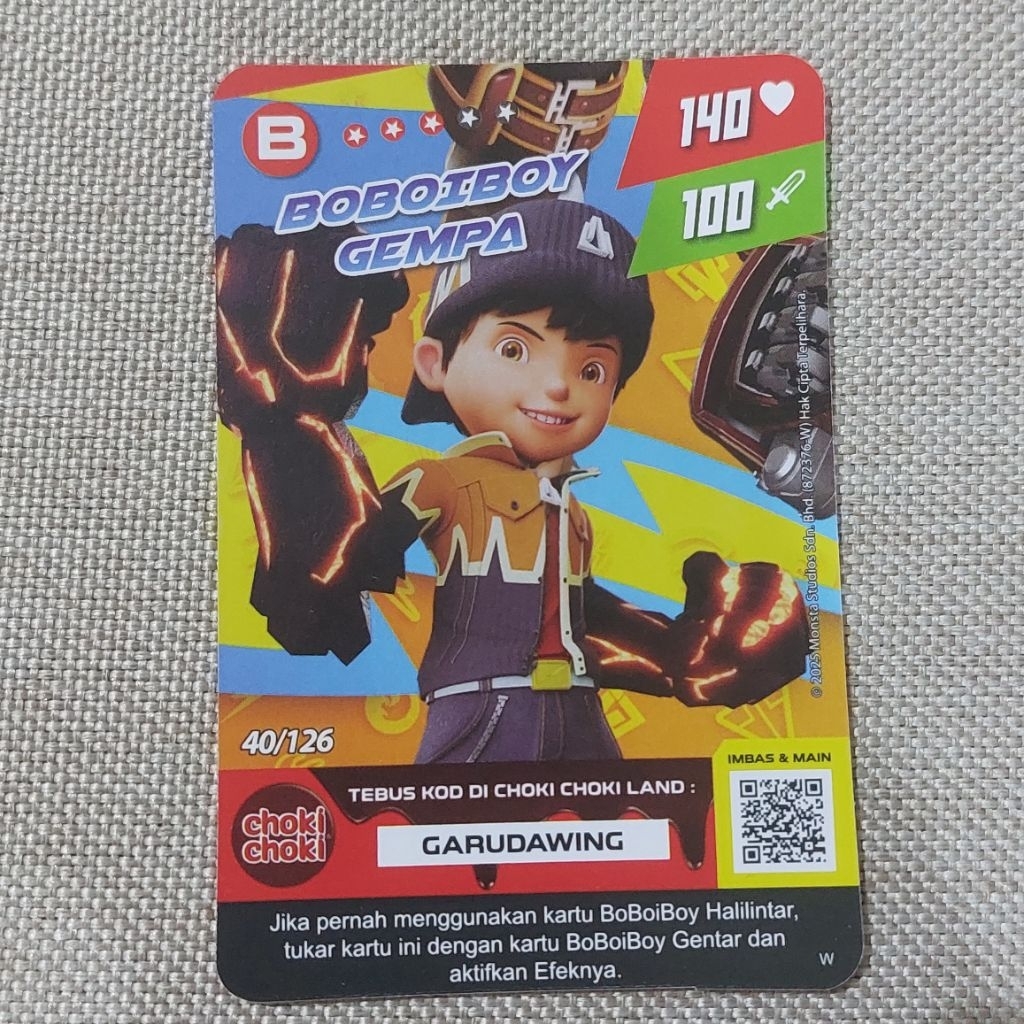 B
140
100
BOBOIBOY
GEMPA
© 2025 Monsta Studios Sdn. Bhd. (872376-W) Hak Cipta Terpelihara.
40/126
IMBAS & MAIN
TEBUS KOD DI CHOKI CHOKI LAND :
choki
choki
GARUDAWING
Jika pernah menggunakan kartu BoBoiBoy Halilintar,
tukar kartu ini dengan kartu BoBoiBoy Gentar dan
aktifkan Efeknya.
W